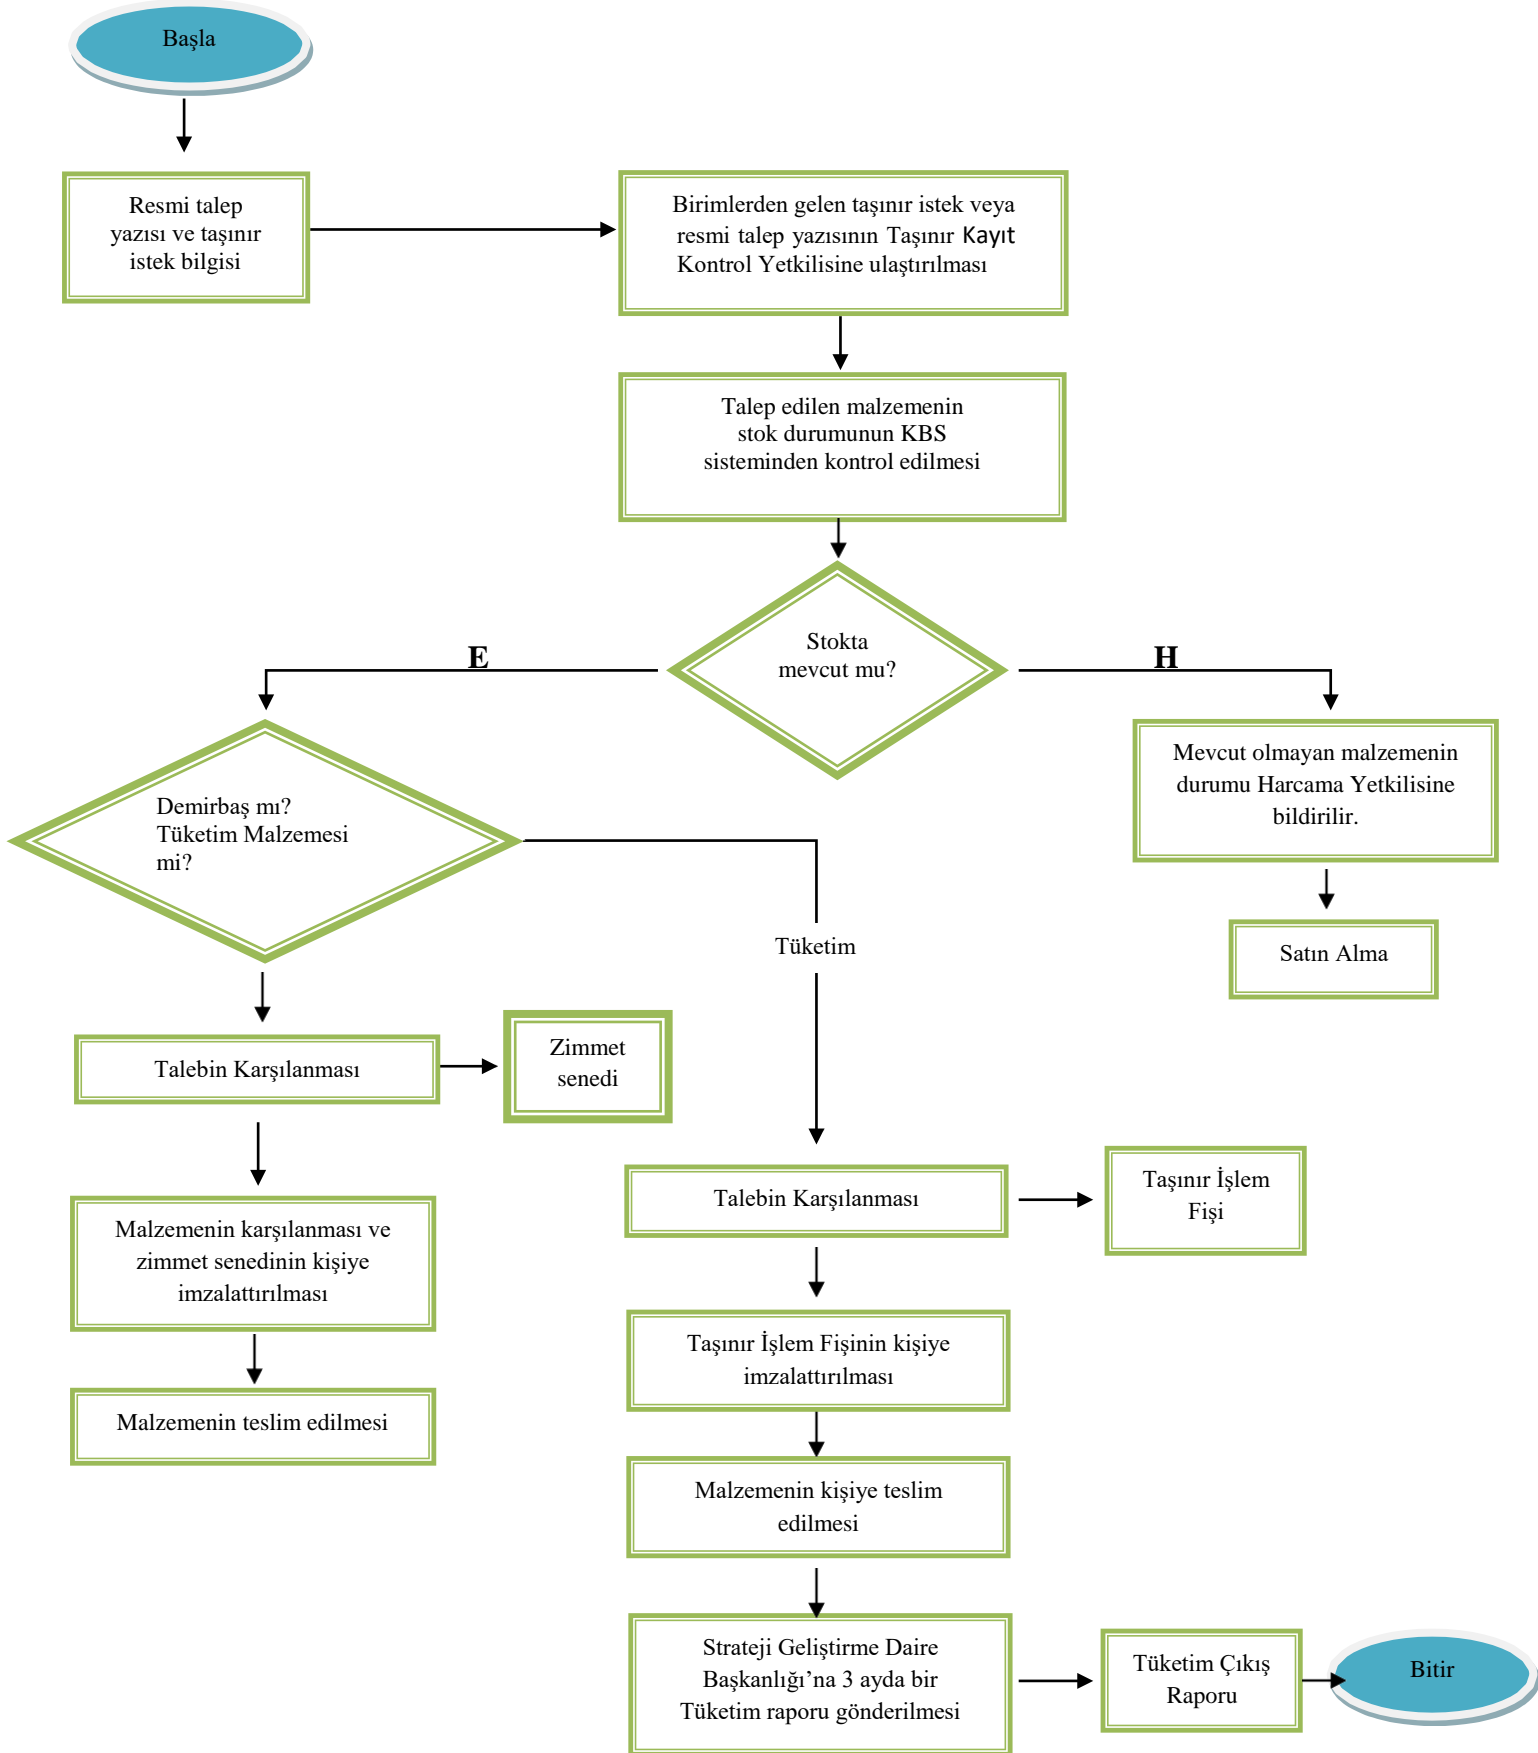 Başla
Resmi talep
yazısı ve taşınır
istek bilgisi
Birimlerden gelen taşınır istek veya
resmi talep yazısının Taşınır Kayıt
Kontrol Yetkilisine ulaştırılması
Talep edilen malzemenin
stok durumunun KBS
sisteminden kontrol edilmesi
Stokta
mevcut mu?
E
H
Mevcut olmayan malzemenin
durumu Harcama Yetkilisine
bildirilir.
Demirbaş mı?
Tüketim Malzemesi
mi?
Satın Alma
Tüketim
Talebin Karşılanması
Zimmet
senedi
Malzemenin karşılanması ve
zimmet senedinin kişiye
imzalattırılması
Malzemenin teslim edilmesi
Talebin Karşılanması
Taşınır İşlem
Fişi
Taşınır İşlem Fişinin kişiye
imzalattırılması
Malzemenin kişiye teslim
edilmesi
Strateji Geliştirme Daire
Başkanlığı’na 3 ayda bir
Tüketim raporu gönderilmesi
Tüketim Çıkış
Raporu
Bitir